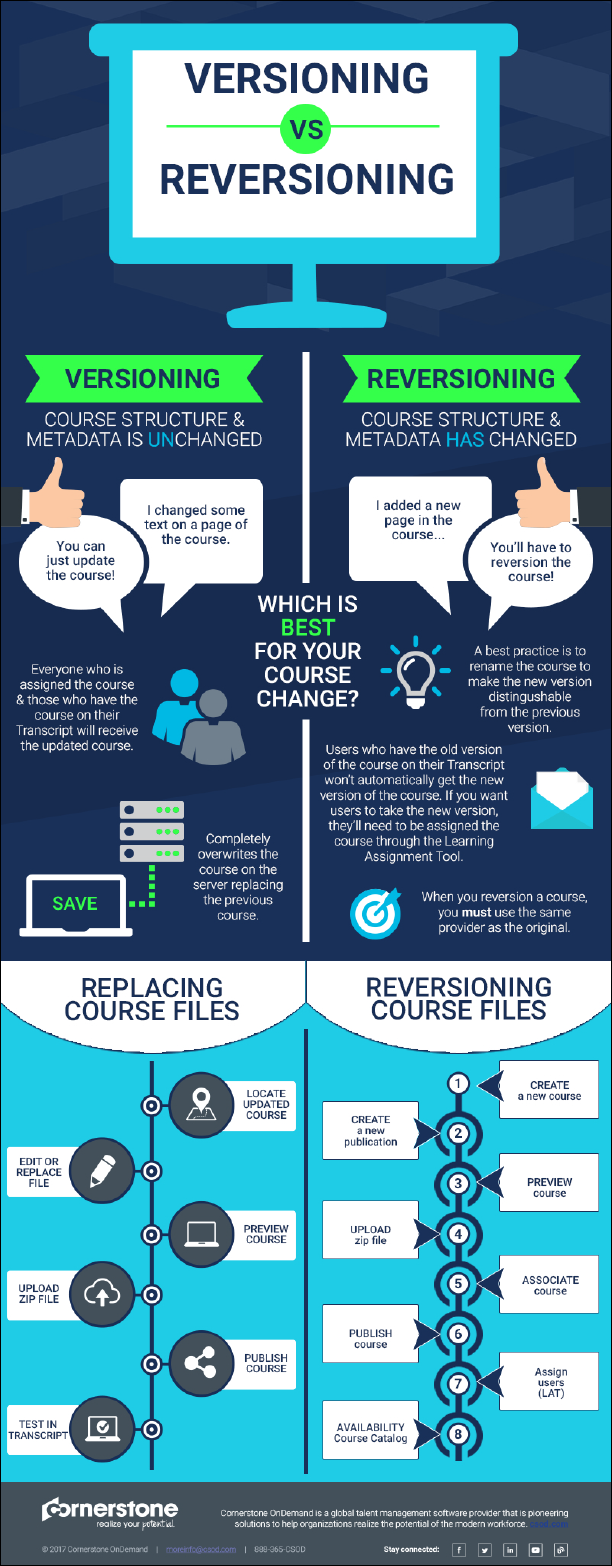 VERSIONING
VS
REVERSIONING
VERSIONING
COURSE STRUCTURE &
METADATA IS UNCHANGED
You can
just update
the course!
I changed some
text on a page of
the course.
REVERSIONING
COURSE STRUCTURE &
METADATA HAS CHANGED
I added a new
page in the
course...
You'll have to
reversion the
course!
WHICH IS
BEST
FOR YOUR
COURSE
CHANGE?
Everyone who is
assigned the course
& those who have the
course on their
Transcript will receive
the updated course.
A best practice is to
rename the course to
make the new version
distingushable
from the previous
version.
Users who have the old version
of the course on their Transcript
won't automatically get the new
version of the course. If you want
users to take the new version,
they'll need to be assigned the
course through the Learning
Assignment Tool.
SAVE
Completely
overwrites the
course on the
server replacing
the previous
course.
When you reversion a course,
you must use the same
provider as the original.
REPLACING
COURSE FILES
LOCATE
UPDATED
COURSE
EDIT OR
REPLACE
FILE
PREVIEW
COURSE
UPLOAD
ZIP FILE
PUBLISH
COURSE
TEST IN
TRANSCRIPT
REVERSIONING
COURSE FILES
1
CREATE
a new course
CREATE
a new
publication
2
3
PREVIEW
course
UPLOAD
zip file
4
5
ASSOCIATE
course
PUBLISH
course
6
7
Assign
users
(LAT)
AVAILABILITY
Course Catalog
8
Cornerstone
realize your potential
Cornerstone OnDemand is a global talent management software provider that is pioneering
solutions to help organizations realize the potential of the modern workforce.
© 2017 Cornerstone OnDemand | moreinfo@csod.com | 888-365-CSOD
Stay connected: